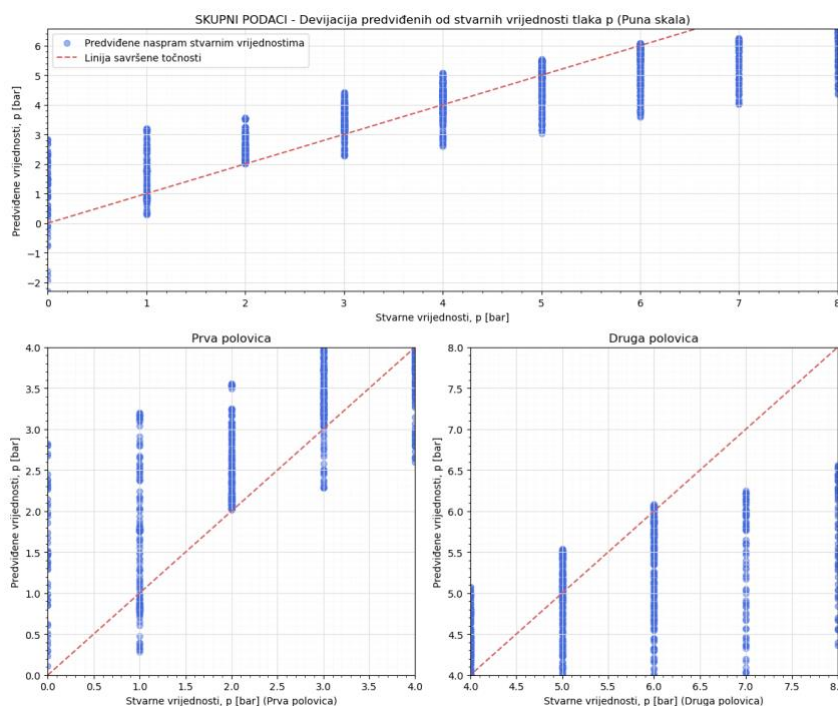 SKUPNI PODACI - Devijacija predviđenih od stvarnih vrijednosti tlaka p (Puna skala)
Predviđene naspram stvarnim vrijednostima
Linija savršene točnosti
Predviđene vrijednosti, p [bar]
6
5
4
3
2
1
0
−1
−2
0 1 2 3 4 5 6 7 8
Stvarne vrijednosti, p [bar]
Prva polovica
Predviđene vrijednosti, p [bar]
4.0
3.5
3.0
2.5
2.0
1.5
1.0
0.5
0.0
0.0 0.5 1.0 1.5 2.0 2.5 3.0 3.5 4.0
Stvarne vrijednosti, p [bar] (Prva polovica)
Druga polovica
Predviđene vrijednosti, p [bar]
8.0
7.5
7.0
6.5
6.0
5.5
5.0
4.5
4.0
4.0 4.5 5.0 5.5 6.0 6.5 7.0 7.5 8.0
Stvarne vrijednosti, p [bar] (Druga polovica)